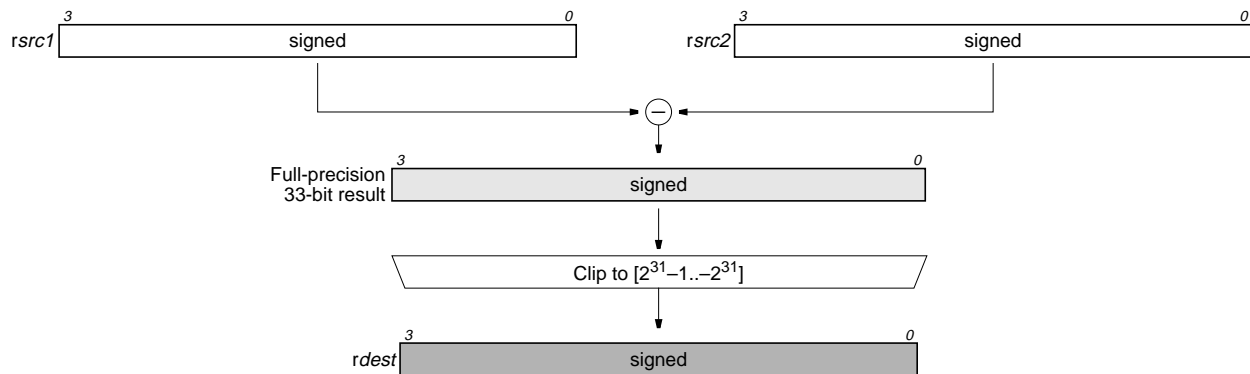 3 0 3 0
rsrc1 signed rsrc2 signed
–
3 0
Full-precision
33-bit result
signed
Clip to [2^31–1..–2^31]
3 0
rdest signed